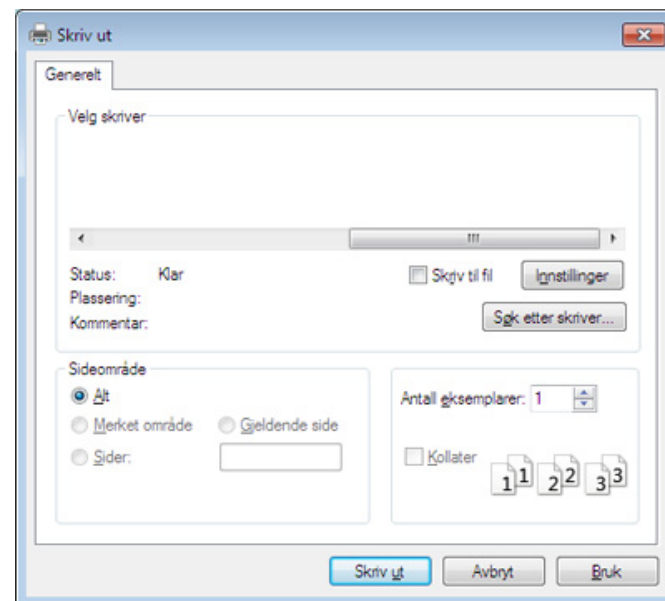 Skriv ut
Generelt
Velg skriver
Status: Klar
Skriv til fil
Innstillinger
Plassering:
Kommentar:
Søk etter skriver...
Sideområde
Alt
Merket område
Gjeldende side
Sider:
Antall eksemplarer: 1
Kollater
1 1 2 2 3 3
Skriv ut
Avbryt
Bruk